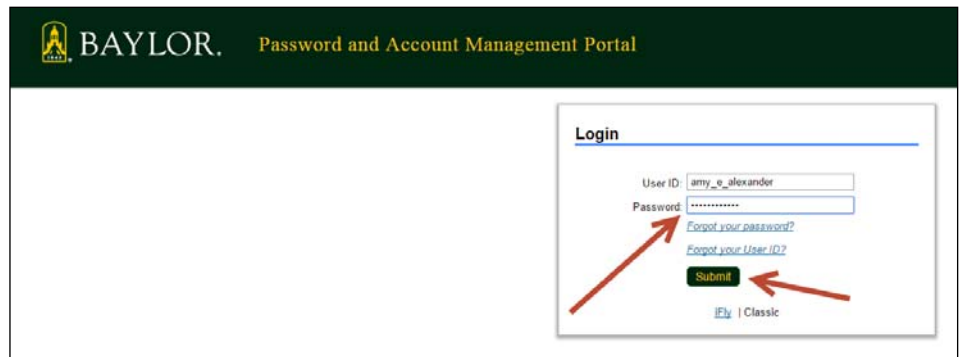 BAYLOR. Password and Account Management Portal
Login
User ID: amy_e_alexander
Password: ••••••••••••
Forgot your password?
Forgot your User ID?
Submit
iFly | Classic